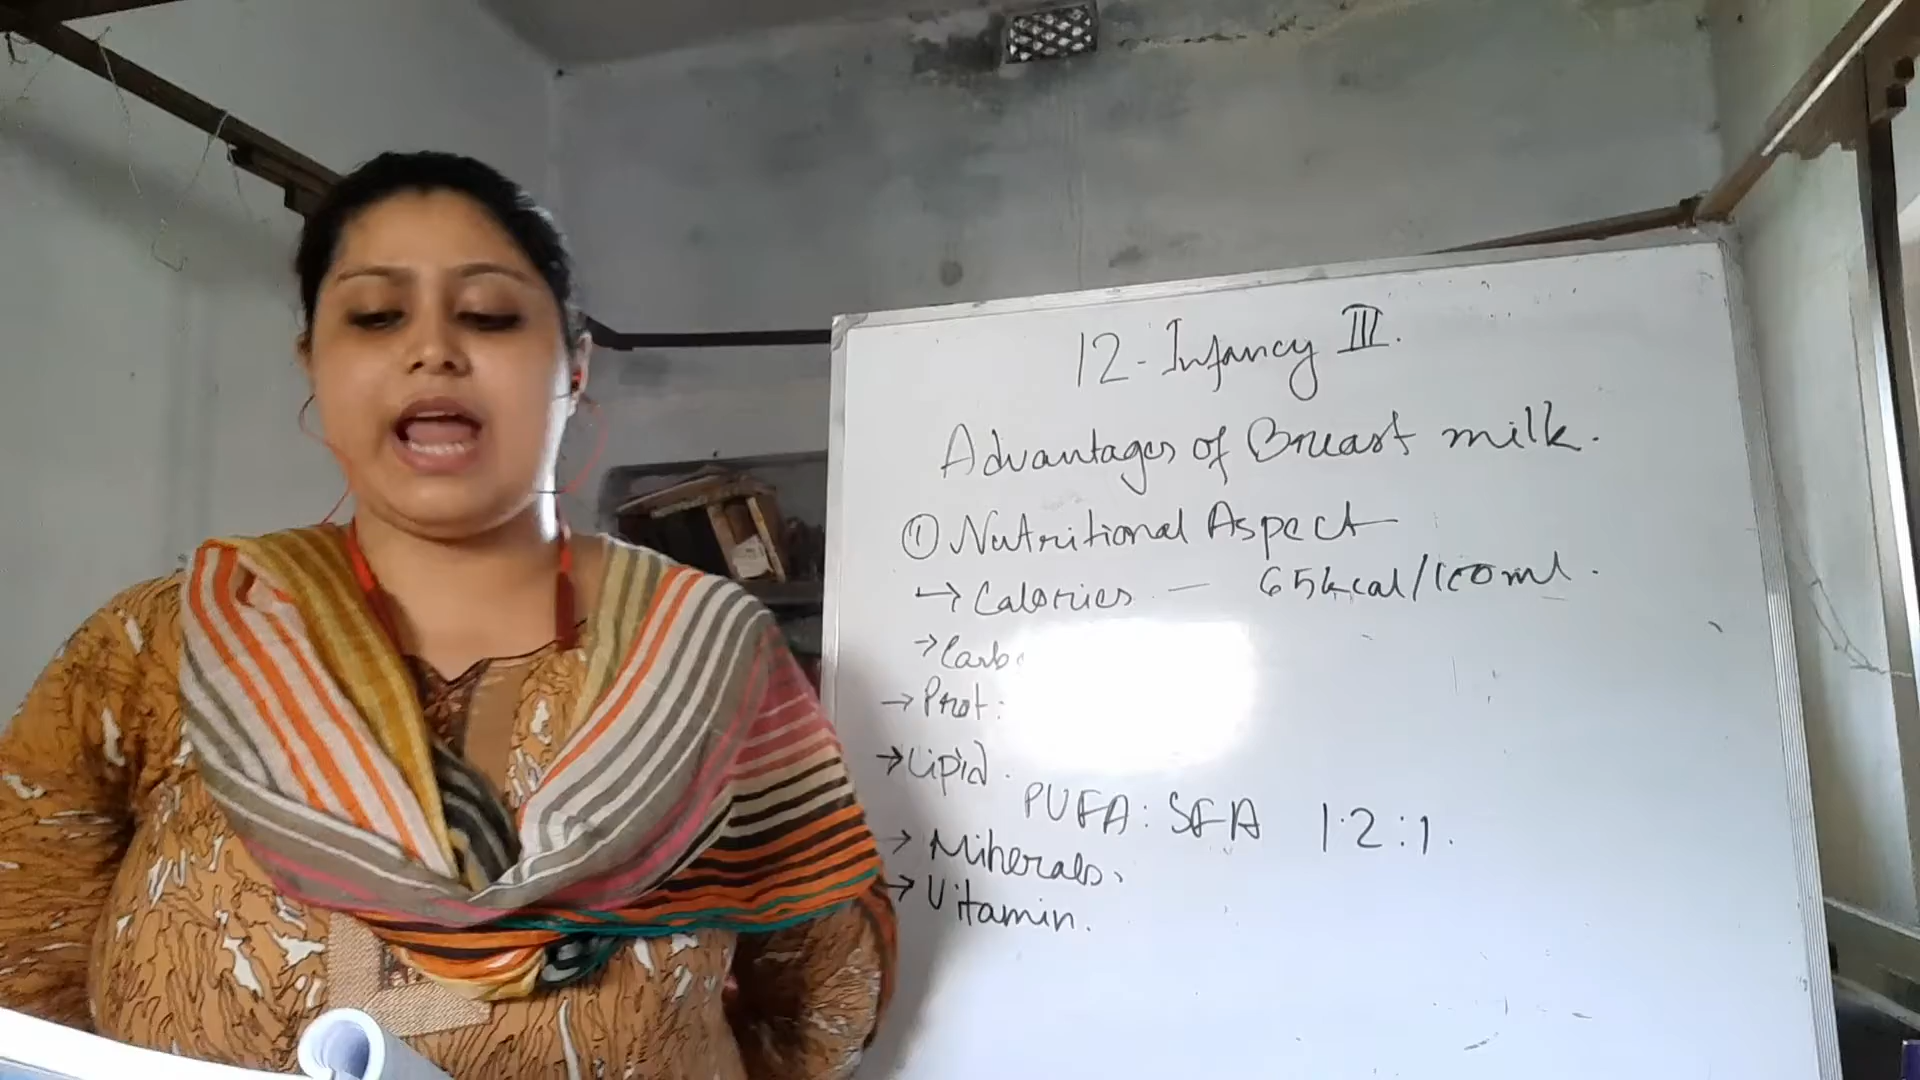 12 - Infancy III.
Advantages of Breast milk.
① Nutritional Aspect
→ Calories — 65kcal/100ml.
→ Carb
→ Prot:
→ Lipid.
PUFA: SFA 1.2:1.
→ Minerals.
→ Vitamin.